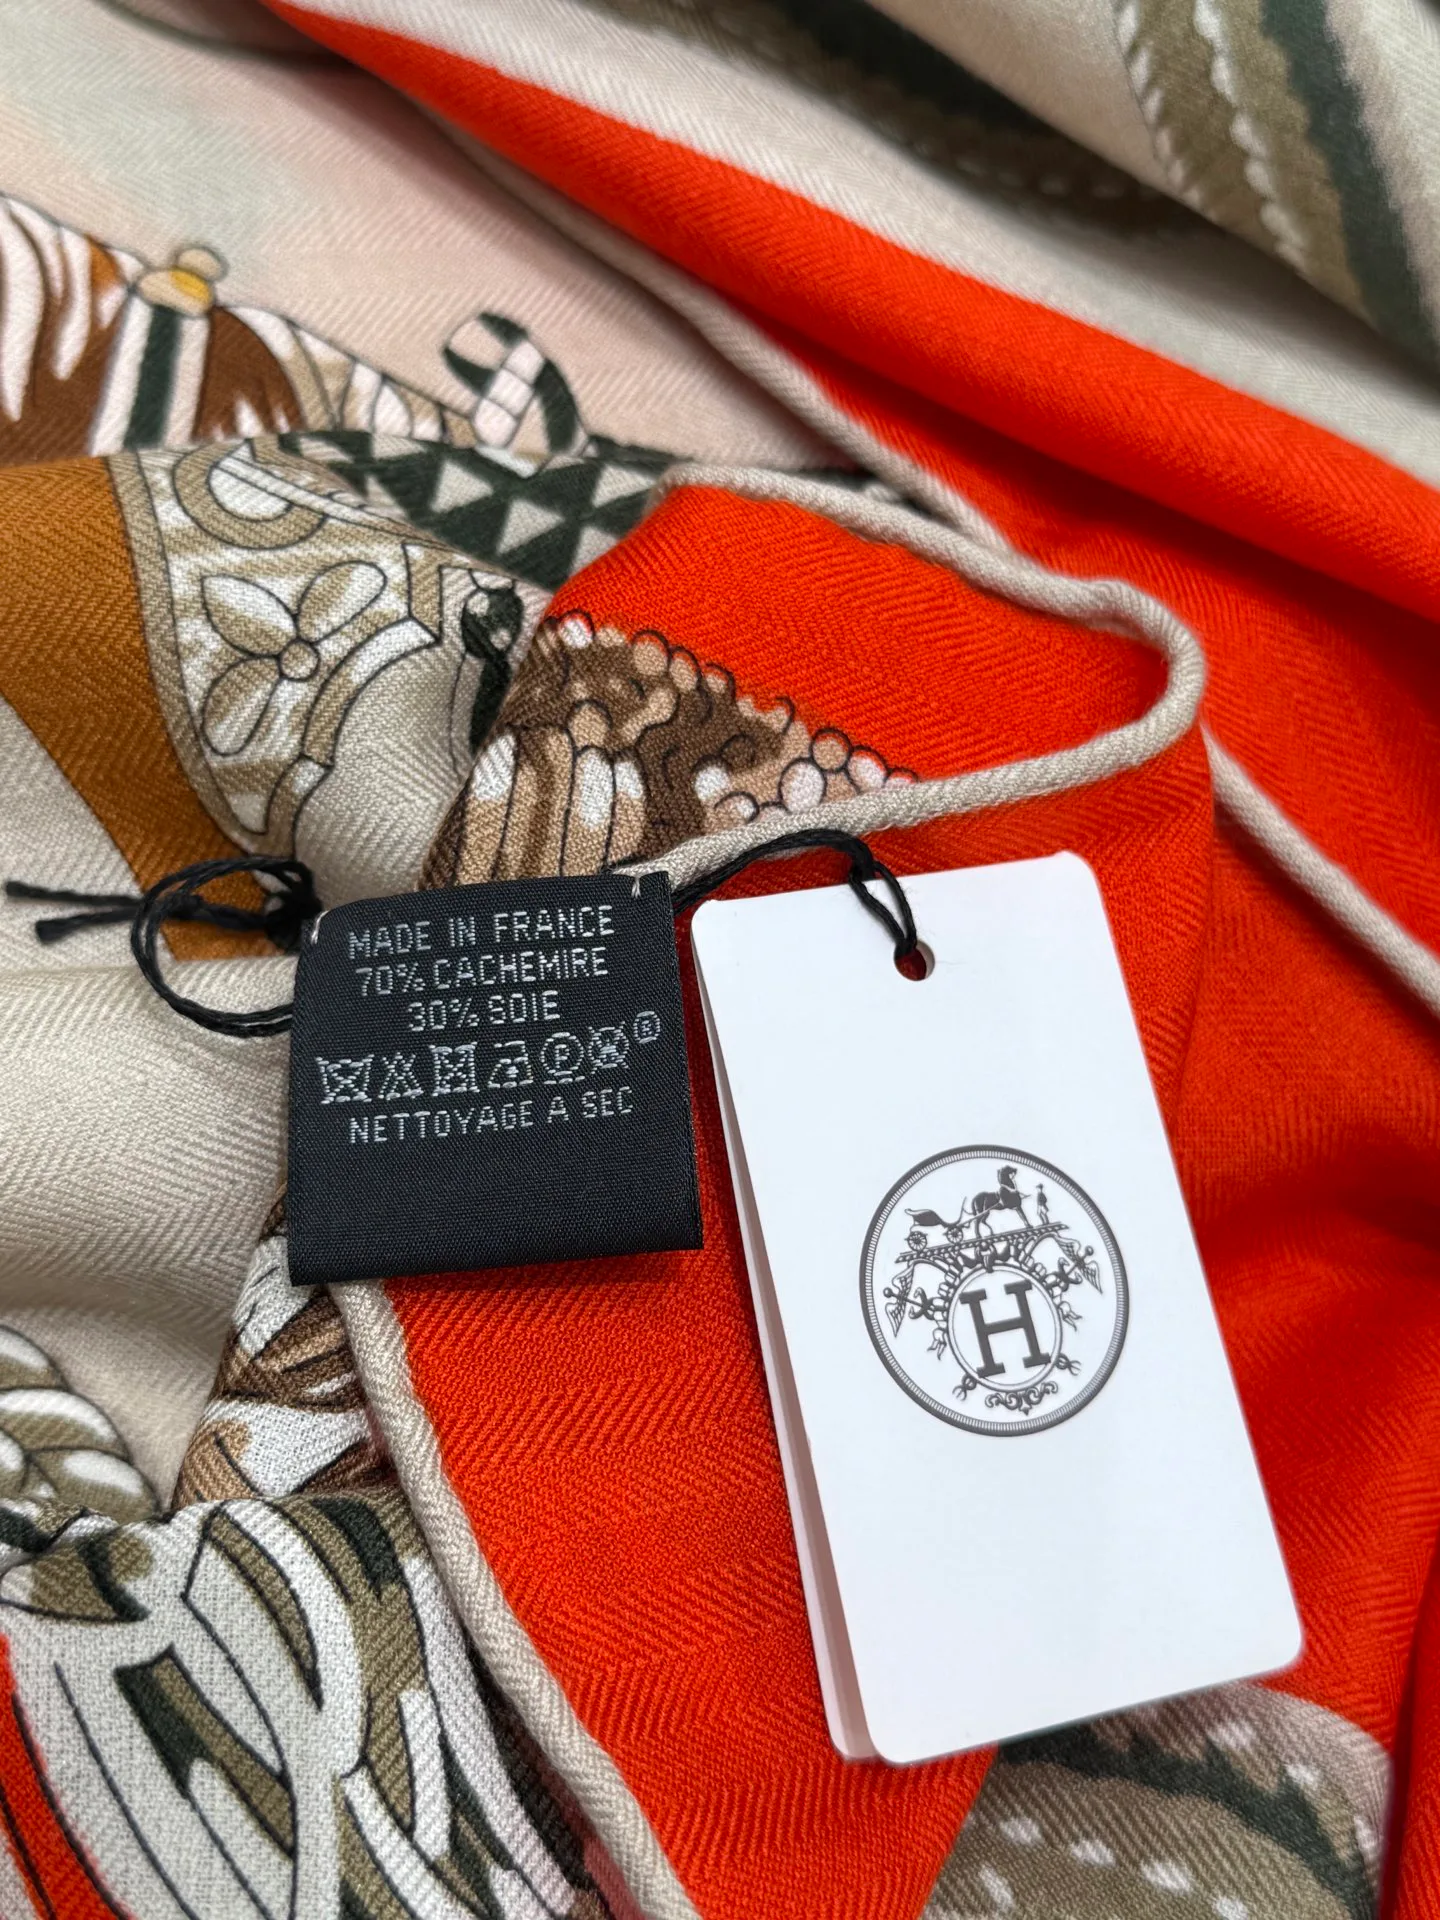 MADE IN FRANCE
70% CACHEMIRE
30% SOIE
P ®
NETTOYAGE A SEC
H